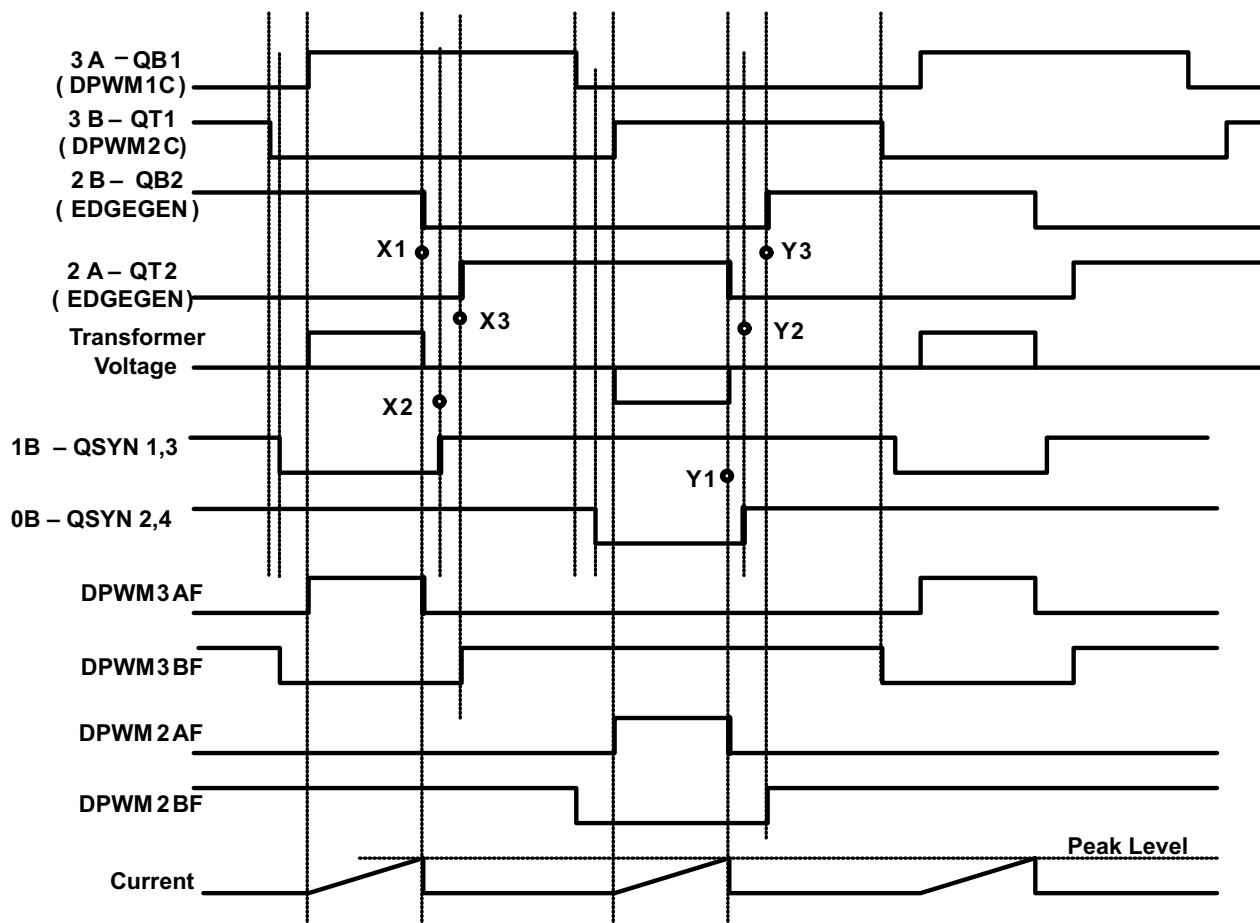 3 A – QB1
( DPWM1C)
3 B – QT1
( DPWM2C)
2 B – QB2
( EDGEGEN)
X1
Y3
2 A – QT2
( EDGEGEN)
X3
Y2
Transformer
Voltage
X2
1B – QSYN 1,3
Y1
0B – QSYN 2,4
DPWM3AF
DPWM3BF
DPWM2AF
DPWM2BF
Peak Level
Current